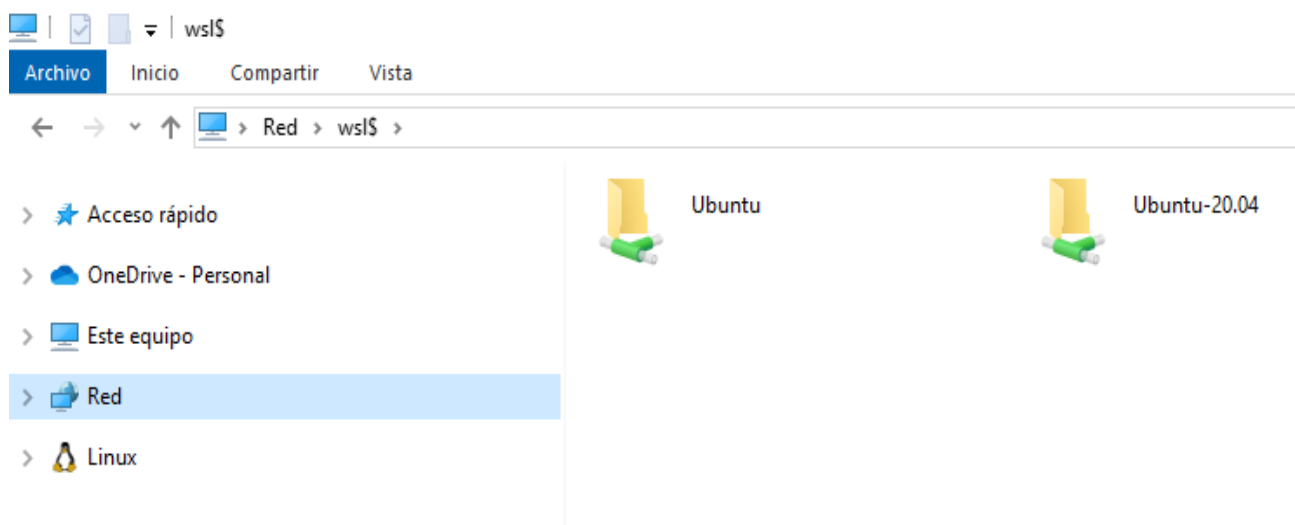 wsl$
Archivo Inicio Compartir Vista
Red wsl$
Acceso rápido
OneDrive - Personal
Este equipo
Red
Linux
Ubuntu
Ubuntu-20.04